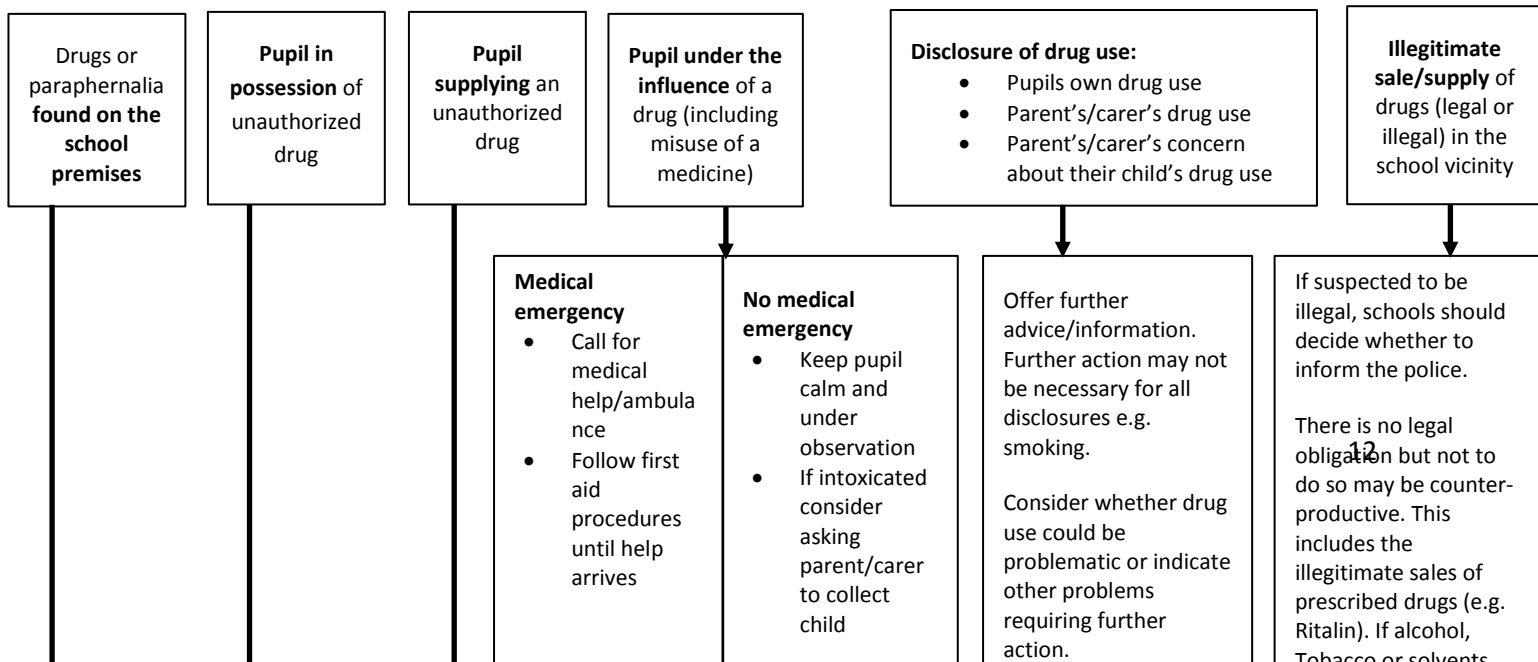 Drugs or
paraphernalia
found on the
school
premises
Pupil in
possession of
unauthorized
drug
Pupil
supplying an
unauthorized
drug
Pupil under the
influence of a
drug (including
misuse of a
medicine)
Disclosure of drug use:
• Pupils own drug use
• Parent’s/carer’s drug use
• Parent’s/carer’s concern
about their child’s drug use
Illegitimate
sale/supply of
drugs (legal or
illegal) in the
school vicinity
Medical
emergency
• Call for
medical
help/ambula
nce
• Follow first
aid
procedures
until help
arrives
No medical
emergency
• Keep pupil
calm and
under
observation
• If intoxicated
consider
asking
parent/carer
to collect
child
Offer further
advice/information.
Further action may not
be necessary for all
disclosures e.g.
smoking.
Consider whether drug
use could be
problematic or indicate
other problems
requiring further
action.
If suspected to be
illegal, schools should
decide whether to
inform the police.
There is no legal
obligation but not to
do so may be counter-
productive. This
includes the
illegitimate sales of
prescribed drugs (e.g.
Ritalin). If alcohol,
Tobacco or solvents
12